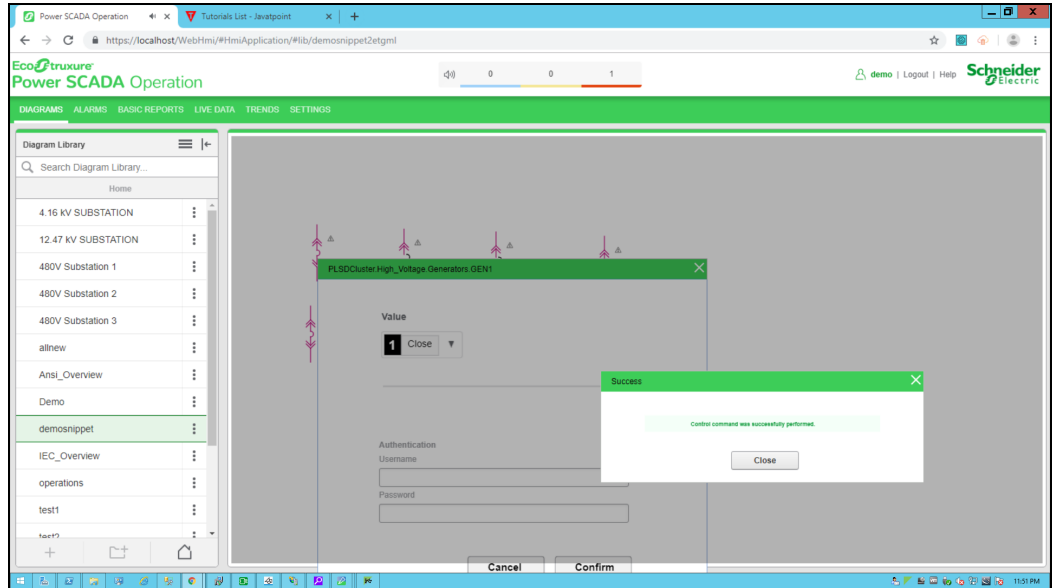 Power SCADA Operation
Tutorials List - Javatpoint
https://localhost/WebHmi/#HmiApplication/#lib/demosnippet2etgml
EcoStruxure
Power SCADA Operation
0 0 1
demo | Logout | Help
Schneider
Electric
DIAGRAMS ALARMS BASIC REPORTS LIVE DATA TRENDS SETTINGS
Diagram Library
Search Diagram Library...
Home
4.16 kV SUBSTATION
12.47 kV SUBSTATION
480V Substation 1
480V Substation 2
480V Substation 3
allnew
Ansi_Overview
Demo
demosnippet
IEC_Overview
operations
test1
test2
PLSDCluster.High_Voltage.Generators.GEN1
Value
1 Close
Success
Control command was successfully performed.
Close
Authentication
Username
Password
Cancel Confirm
11:51 PM